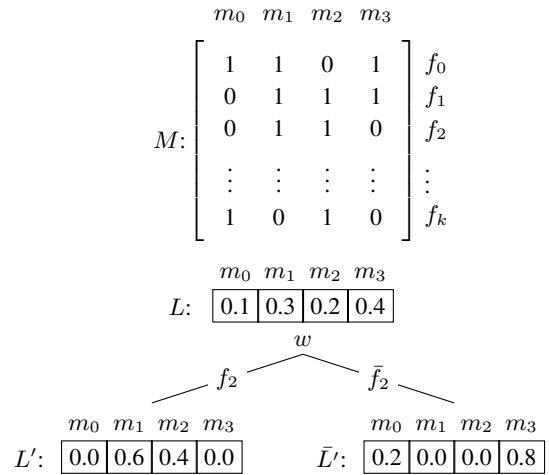 m₀ m₁ m₂ m₃
1 1 0 1 f₀
0 1 1 1 f₁
M: 0 1 1 0 f₂
⋮ ⋮ ⋮ ⋮ ⋮
1 0 1 0 fₖ
m₀ m₁ m₂ m₃
L: 0.1 0.3 0.2 0.4
w
f₂ f̄₂
m₀ m₁ m₂ m₃ m₀ m₁ m₂ m₃
L′: 0.0 0.6 0.4 0.0 L̄′: 0.2 0.0 0.0 0.8